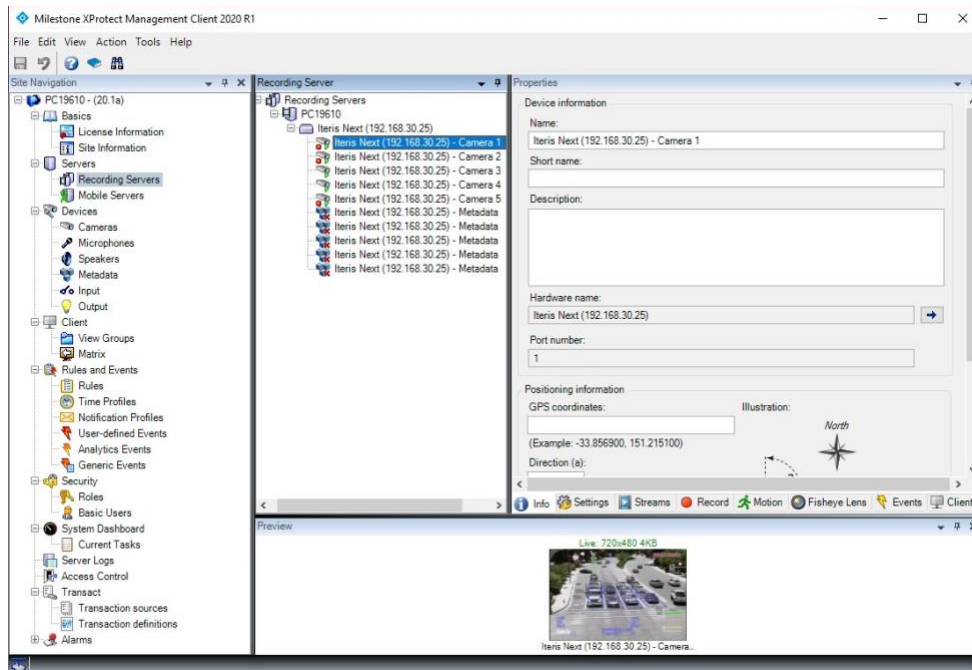 Milestone XProtect Management Client 2020 R1
File Edit View Action Tools Help
Site Navigation
PC19610 - (20.1a)
Basics
License Information
Site Information
Servers
Recording Servers
Mobile Servers
Devices
Cameras
Microphones
Speakers
Metadata
Input
Output
Client
View Groups
Matrix
Rules and Events
Rules
Time Profiles
Notification Profiles
User-defined Events
Analytics Events
Generic Events
Security
Roles
Basic Users
System Dashboard
Current Tasks
Server Logs
Access Control
Transact
Transaction sources
Transaction definitions
Alarms
Recording Server
Recording Servers
PC19610
Iteris Next (192.168.30.25)
Iteris Next (192.168.30.25) - Camera 1
Iteris Next (192.168.30.25) - Camera 2
Iteris Next (192.168.30.25) - Camera 3
Iteris Next (192.168.30.25) - Camera 4
Iteris Next (192.168.30.25) - Camera 5
Iteris Next (192.168.30.25) - Metadata
Iteris Next (192.168.30.25) - Metadata
Iteris Next (192.168.30.25) - Metadata
Iteris Next (192.168.30.25) - Metadata
Iteris Next (192.168.30.25) - Metadata
Properties
Device information
Name:
Iteris Next (192.168.30.25) - Camera 1
Short name:
Description:
Hardware name:
Iteris Next (192.168.30.25)
Port number:
1
Positioning information
GPS coordinates:
Illustration:
(Example: -33.856900, 151.215100)
North
Direction (a):
Info Settings Streams Record Motion Fisheye Lens Events Client
Preview
Live: 720x480 4KB
Iteris Next (192.168.30.25) - Camera..